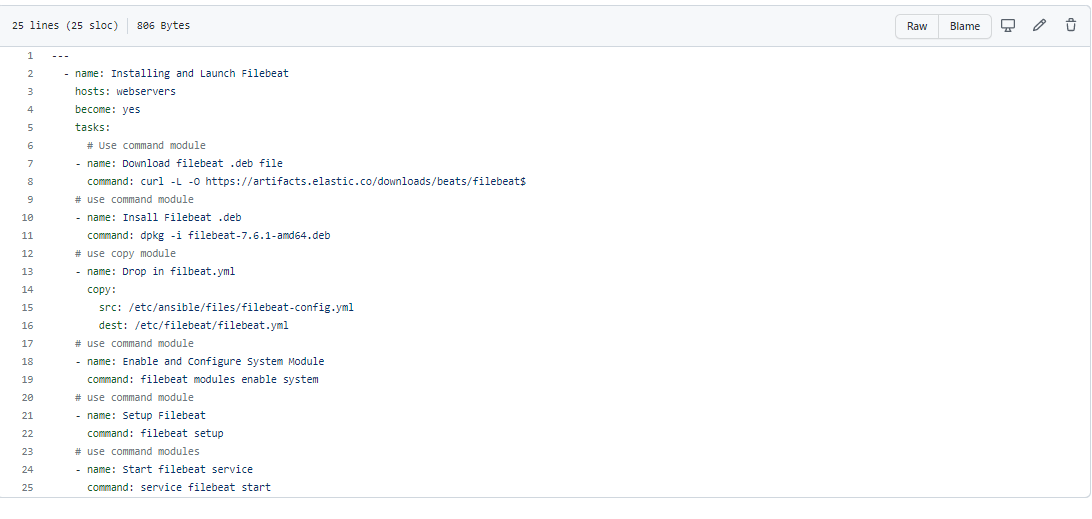 25 lines (25 sloc) 806 Bytes Raw Blame
1 ---
2 - name: Installing and Launch Filebeat
3 hosts: webservers
4 become: yes
5 tasks:
6 # Use command module
7 - name: Download filebeat .deb file
8 command: curl -L -O https://artifacts.elastic.co/downloads/beats/filebeat$
9 # use command module
10 - name: Insall Filebeat .deb
11 command: dpkg -i filebeat-7.6.1-amd64.deb
12 # use copy module
13 - name: Drop in filbeat.yml
14 copy:
15 src: /etc/ansible/files/filebeat-config.yml
16 dest: /etc/filebeat/filebeat.yml
17 # use command module
18 - name: Enable and Configure System Module
19 command: filebeat modules enable system
20 # use command module
21 - name: Setup Filebeat
22 command: filebeat setup
23 # use command modules
24 - name: Start filebeat service
25 command: service filebeat start